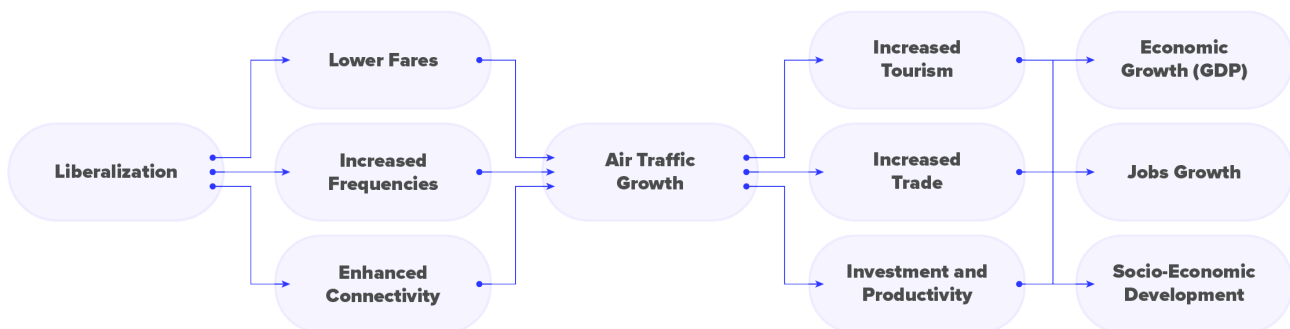 Liberalization
Lower Fares
Increased
Frequencies
Enhanced
Connectivity
Air Traffic
Growth
Increased
Tourism
Increased
Trade
Investment and
Productivity
Economic
Growth (GDP)
Jobs Growth
Socio-Economic
Development